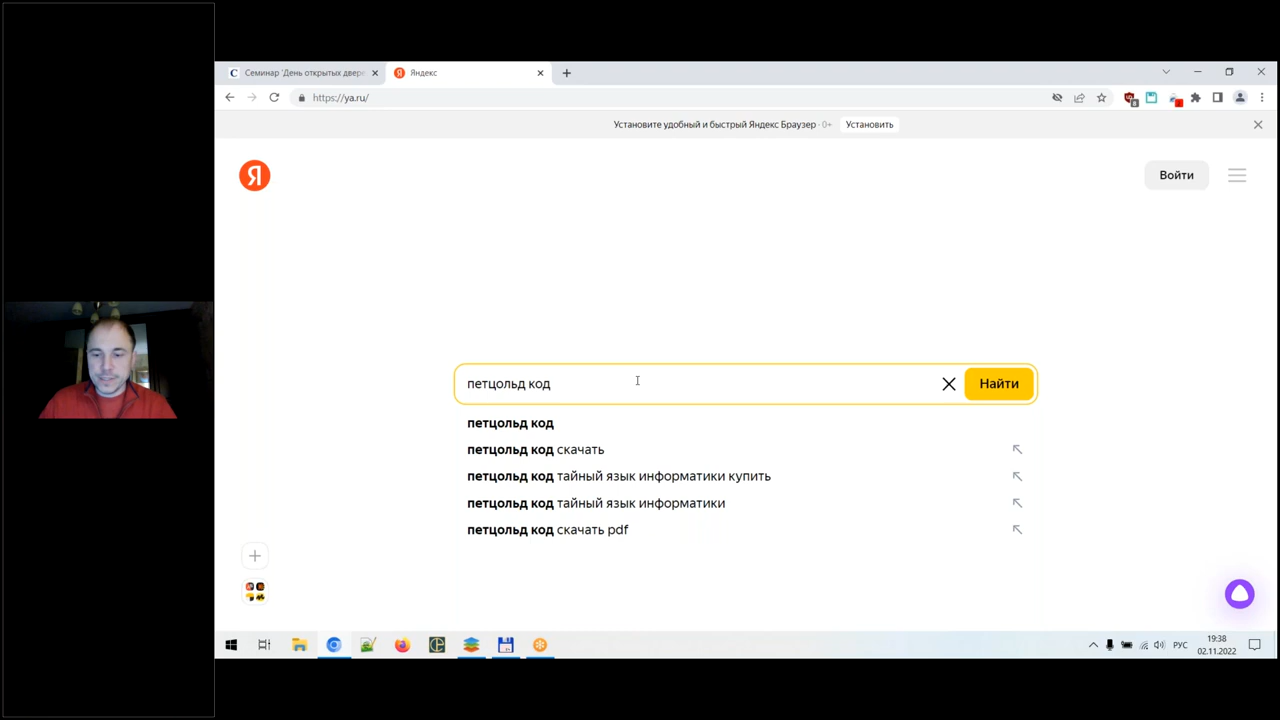 Семинар 'День открытых двере
Яндекс
https://ya.ru/
Установите удобный и быстрый Яндекс Браузер · 0+
Установить
Я
Войти
петцольд код
Найти
петцольд код
петцольд код скачать
петцольд код тайный язык информатики купить
петцольд код тайный язык информатики
петцольд код скачать pdf
РУС
19:38
02.11.2022